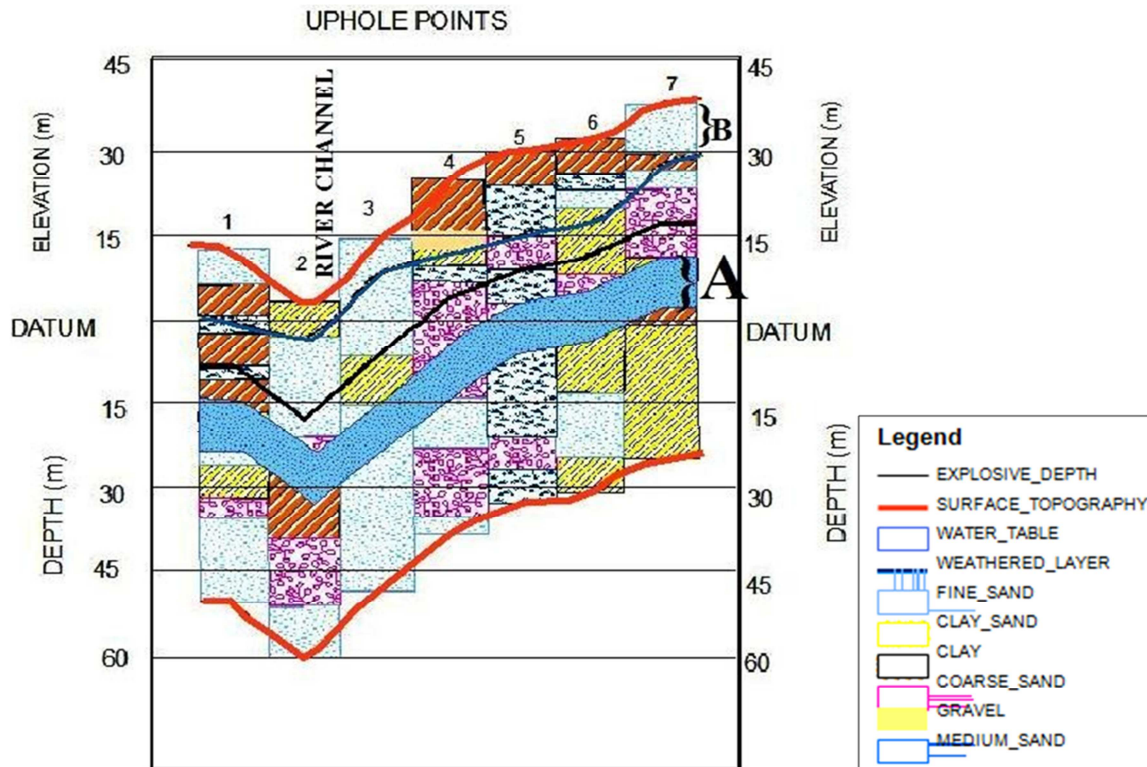 UPHOLE POINTS
45
45
ELEVATION (m)
ELEVATION (m)
RIVER CHANNEL
7
B
6
5
30
4
30
3
1
15
15
2
A
DATUM
DATUM
15
15
DEPTH (m)
DEPTH (m)
30
30
45
45
60
60
Legend
EXPLOSIVE_DEPTH
SURFACE_TOPOGRAPHY
WATER_TABLE
WEATHERED_LAYER
FINE_SAND
CLAY_SAND
CLAY
COARSE_SAND
GRAVEL
MEDIUM_SAND